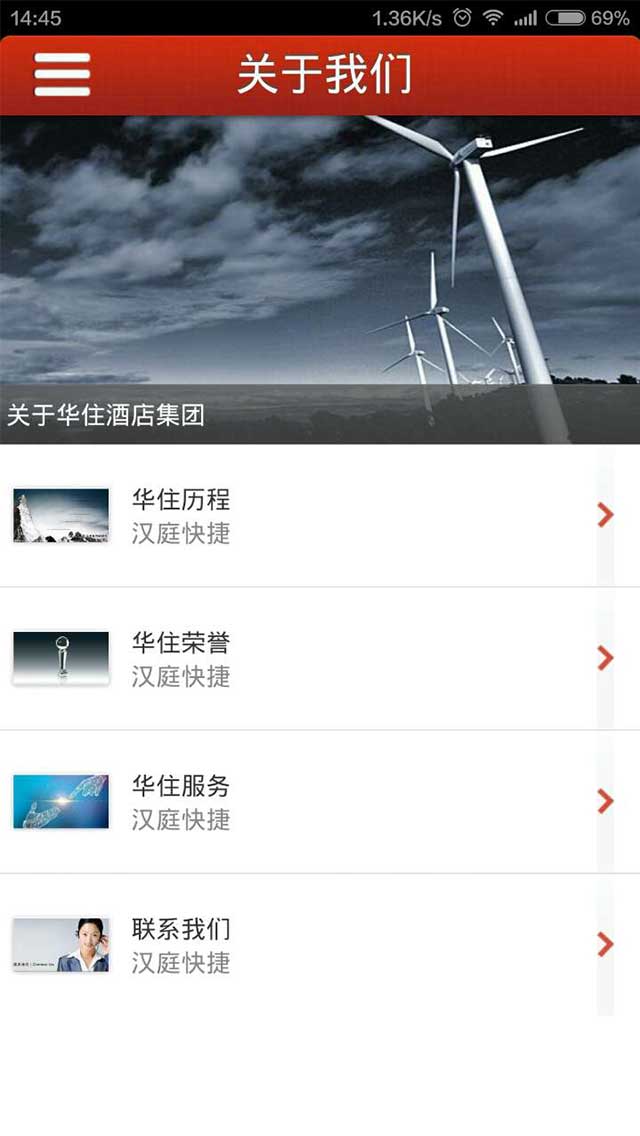 14:45
1.36K/s
69%
关于我们
关于华住酒店集团
华住历程
汉庭快捷
华住荣誉
汉庭快捷
华住服务
汉庭快捷
联系我们
汉庭快捷